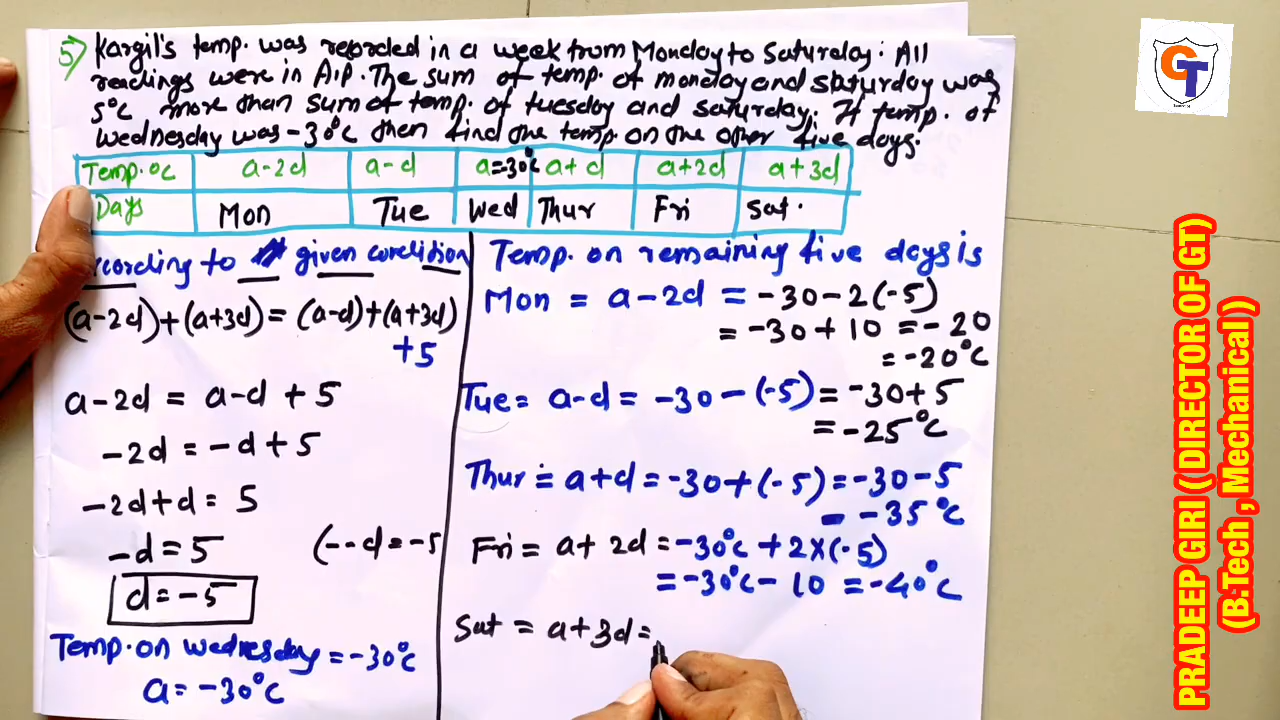 5) Kargil's temp. was recorded in a week from Monday to Saturday. All
readings were in A.P. The sum of temp. of monday and saturday was
5°C more than sum of temp. of tuesday and saturday. If temp. of
wednesday was -30°C then find the temp on the other five days.
Temp.°C a-2d a-d a=-30°C a+d a+2d a+3d
Days Mon Tue Wed Thur Fri Sat.
According to given condition
(a-2d)+(a+3d)=(a-d)+(a+3d)
+5
a-2d = a-d+5
-2d = -d+5
-2d+d = 5
-d = 5 (--d=-5
d = -5
Temp. on wednesday = -30°C
a = -30°C
Temp. on remaining five days is
Mon = a-2d = -30-2(-5)
= -30+10 = -20
= -20°C
Tue = a-d = -30-(-5) = -30+5
= -25°C
Thur = a+d = -30+(-5) = -30-5
= -35°C
Fri = a+2d = -30°C+2×(-5)
= -30°C-10 = -40°C
Sat = a+3d =
GT
PRADEEP GIRI (( DIRECTOR OF GT)
(B.Tech , Mechanical )